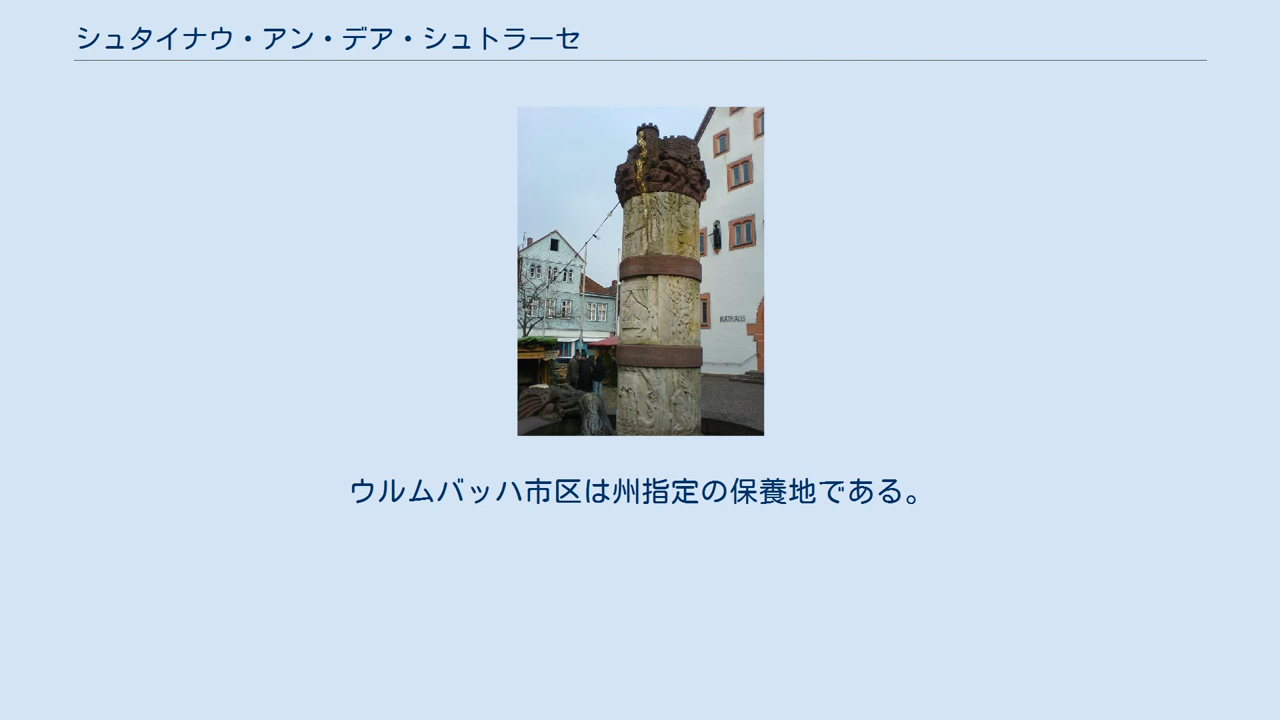 シュタイナウ・アン・デア・シュトラーセ
RATHAUS
ウルムバッハ市区は州指定の保養地である。